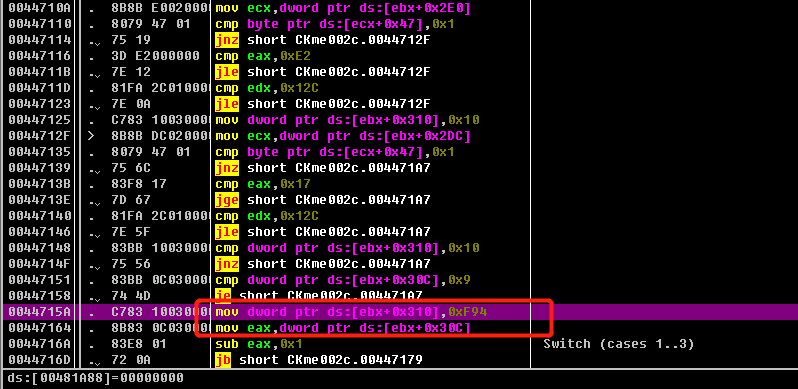 0044710A . 8B8B E0020000 mov ecx,dword ptr ds:[ebx+0x2E0]
00447110 . 8079 47 01 cmp byte ptr ds:[ecx+0x47],0x1
00447114 . 75 19 jnz short CKme002c.0044712F
00447116 . 3D E2000000 cmp eax,0xE2
0044711B . 7E 12 jle short CKme002c.0044712F
0044711D . 81FA 2C010000 cmp edx,0x12C
00447123 . 7E 0A jle short CKme002c.0044712F
00447125 . C783 10030000 mov dword ptr ds:[ebx+0x310],0x10
0044712F > 8B8B DC020000 mov ecx,dword ptr ds:[ebx+0x2DC]
00447135 . 8079 47 01 cmp byte ptr ds:[ecx+0x47],0x1
00447139 . 75 6C jnz short CKme002c.004471A7
0044713B . 83F8 17 cmp eax,0x17
0044713E . 7D 67 jge short CKme002c.004471A7
00447140 . 81FA 2C010000 cmp edx,0x12C
00447146 . 7E 5F jle short CKme002c.004471A7
00447148 . 83BB 10030000 cmp dword ptr ds:[ebx+0x310],0x10
0044714F . 75 56 jnz short CKme002c.004471A7
00447151 . 83BB 0C030000 cmp dword ptr ds:[ebx+0x30C],0x9
00447158 . 74 4D je short CKme002c.004471A7
0044715A . C783 10030000 mov dword ptr ds:[ebx+0x310],0xF94
00447164 . 8B83 0C030000 mov eax,dword ptr ds:[ebx+0x30C]
0044716A . 83E8 01 sub eax,0x1 Switch (cases 1..3)
0044716D . 72 0A jb short CKme002c.00447179
ds:[00481A88]=00000000